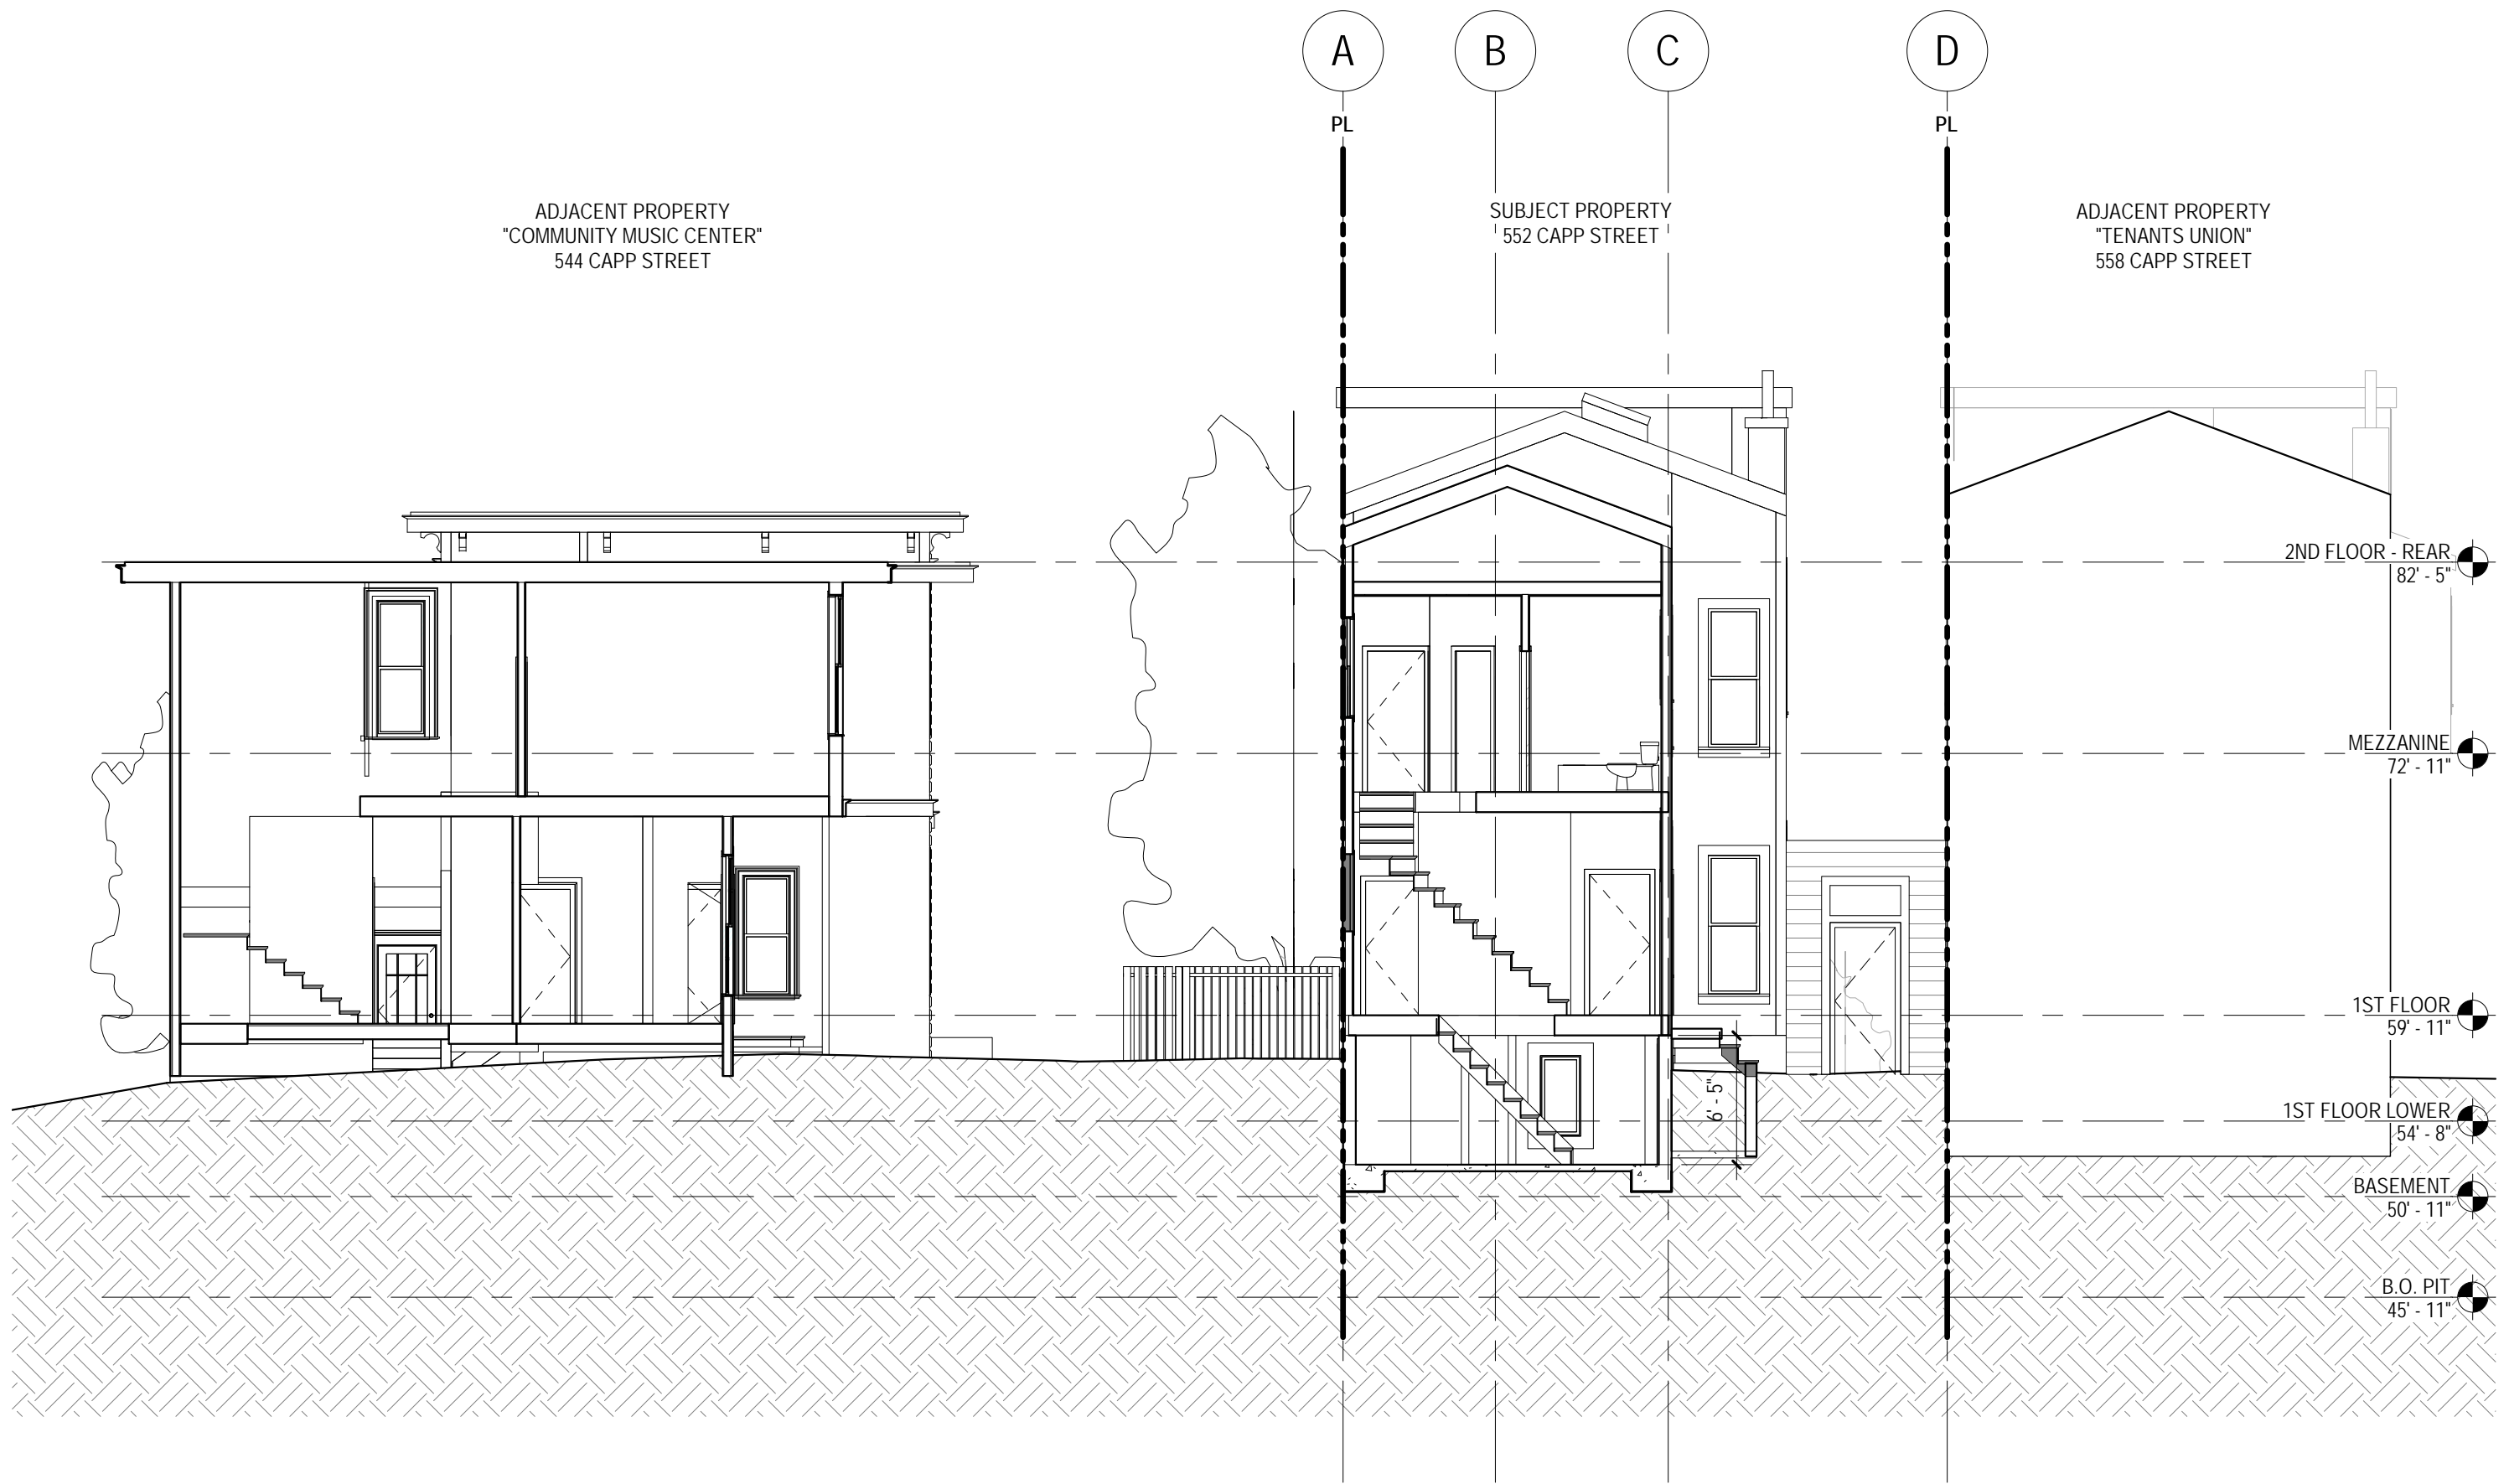 A
B
C
D
PL
PL
ADJACENT PROPERTY
"COMMUNITY MUSIC CENTER"
544 CAPP STREET
SUBJECT PROPERTY
552 CAPP STREET
ADJACENT PROPERTY
"TENANTS UNION"
558 CAPP STREET
2ND FLOOR - REAR
82' - 5"
MEZZANINE
72' - 11"
1ST FLOOR
59' - 11"
6' - 5"
1ST FLOOR LOWER
54' - 8"
BASEMENT
50' - 11"
B.O. PIT
45' - 11"